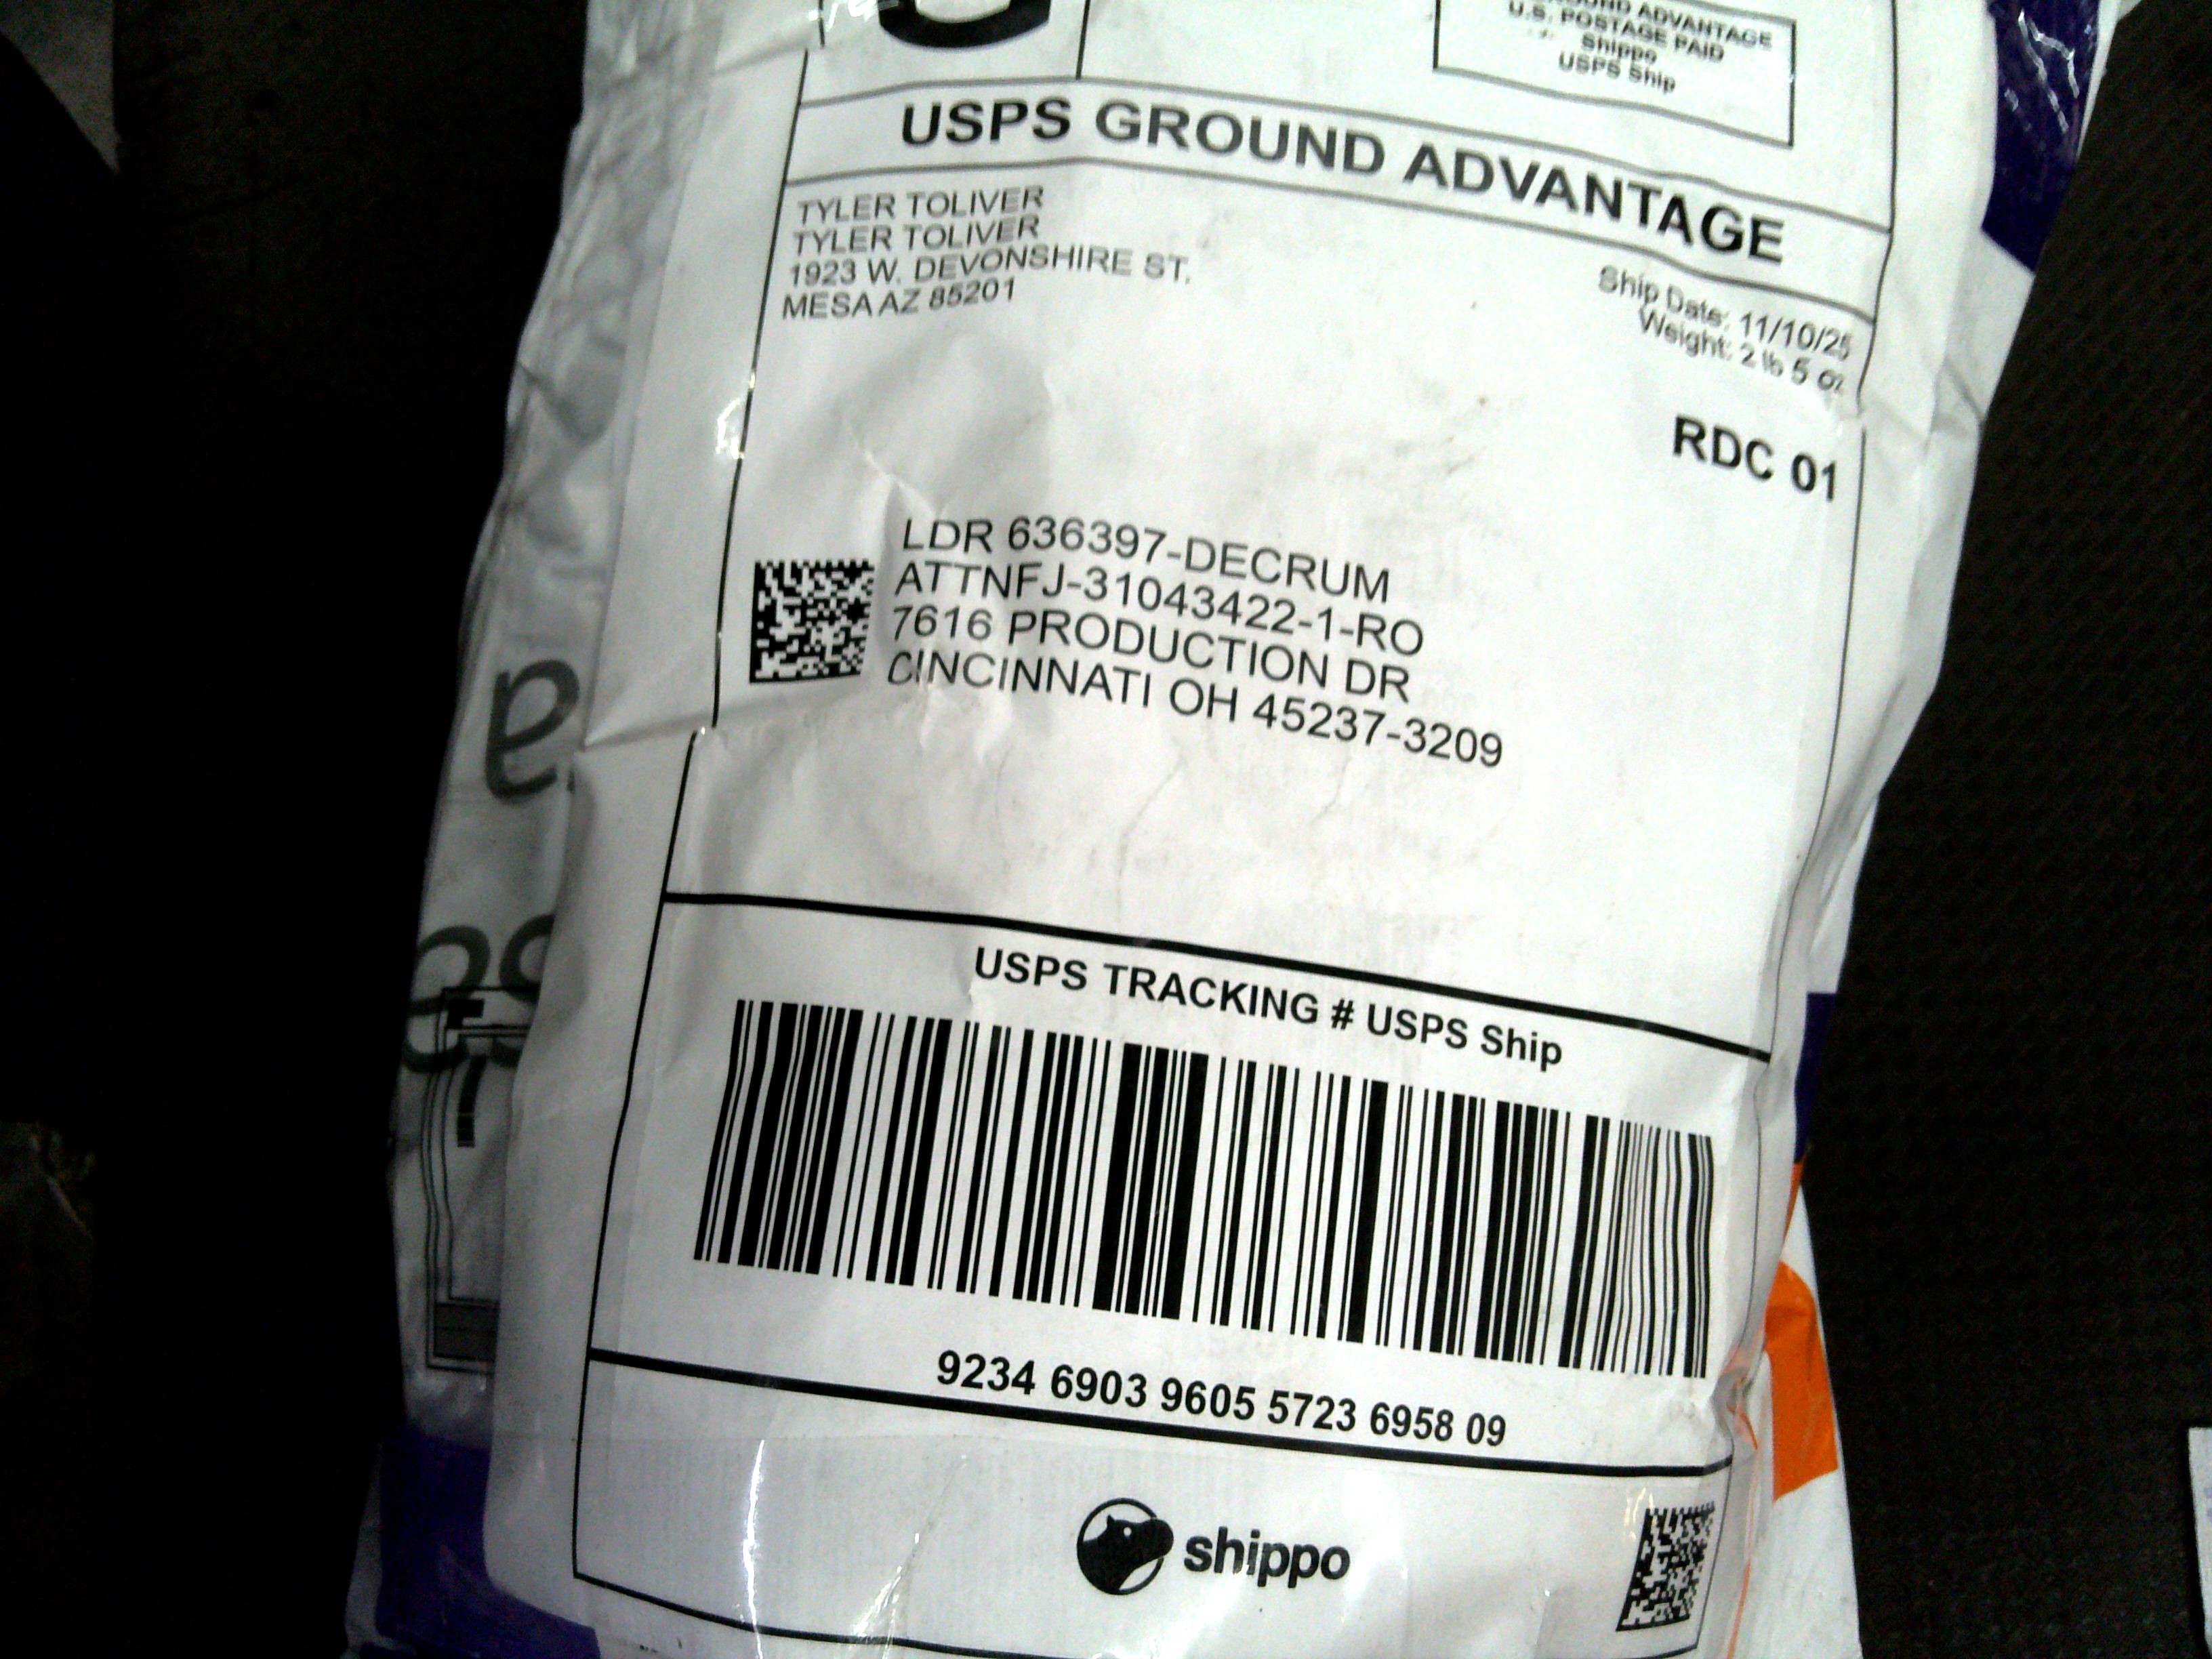 GROUND ADVANTAGE
U.S. POSTAGE PAID
Shippo
USPS Ship
USPS GROUND ADVANTAGE
TYLER TOLIVER
TYLER TOLIVER
1923 W. DEVONSHIRE ST.
MESA AZ 85201
Ship Date: 11/10/25
Weight: 2 lb 5 oz
RDC 01
LDR 636397-DECRUM
ATTNFJ-31043422-1-RO
7616 PRODUCTION DR
CINCINNATI OH 45237-3209
USPS TRACKING # USPS Ship
9234 6903 9605 5723 6958 09
shippo